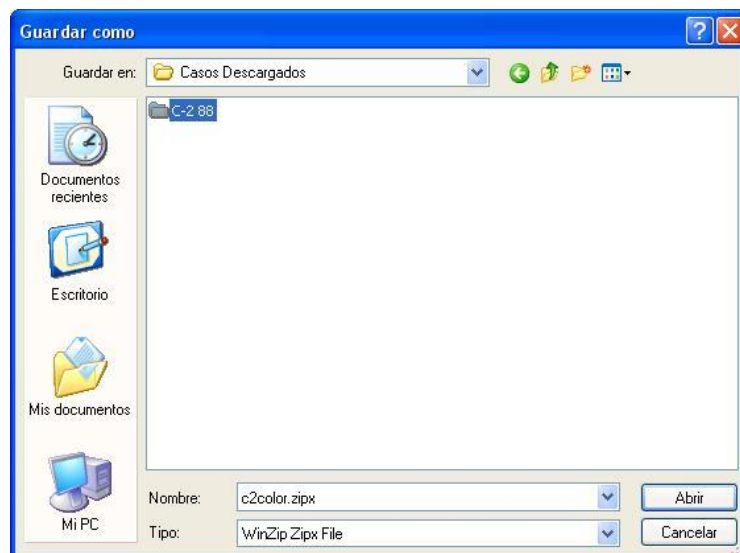 Guardar como
Guardar en:
Casos Descargados
C-2 88
Documentos
recientes
Escritorio
Mis documentos
Mi PC
Nombre:
c2color.zipx
Abrir
Tipo:
WinZip Zipx File
Cancelar